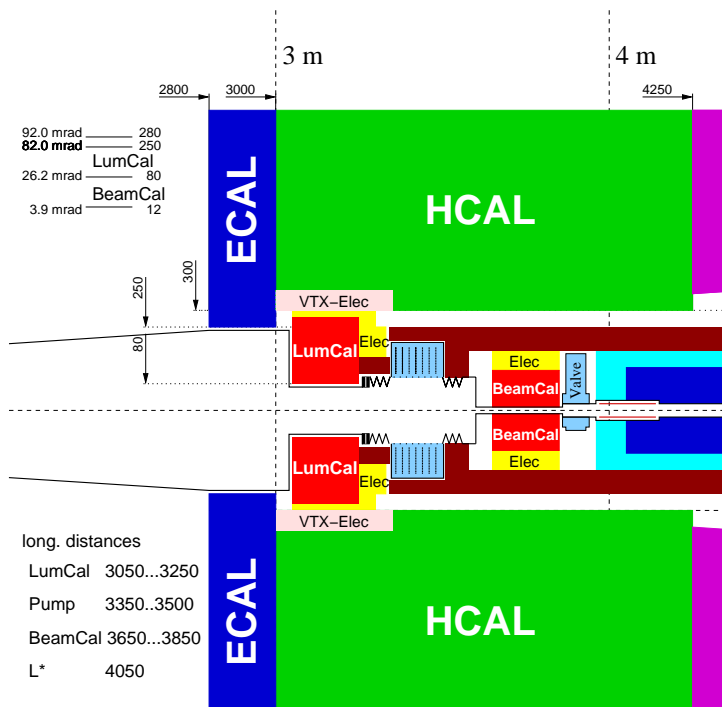 3 m
4 m
2800
3000
4250
92.0 mrad 280
82.0 mrad 250
LumCal
26.2 mrad 80
BeamCal
3.9 mrad 12
ECAL
HCAL
300
250
VTX-Elec
80
LumCal
Elec
Elec
BeamCal
Valve
BeamCal
Elec
LumCal
Elec
VTX-Elec
long. distances
LumCal 3050...3250
Pump 3350..3500
BeamCal 3650...3850
L* 4050
ECAL
HCAL